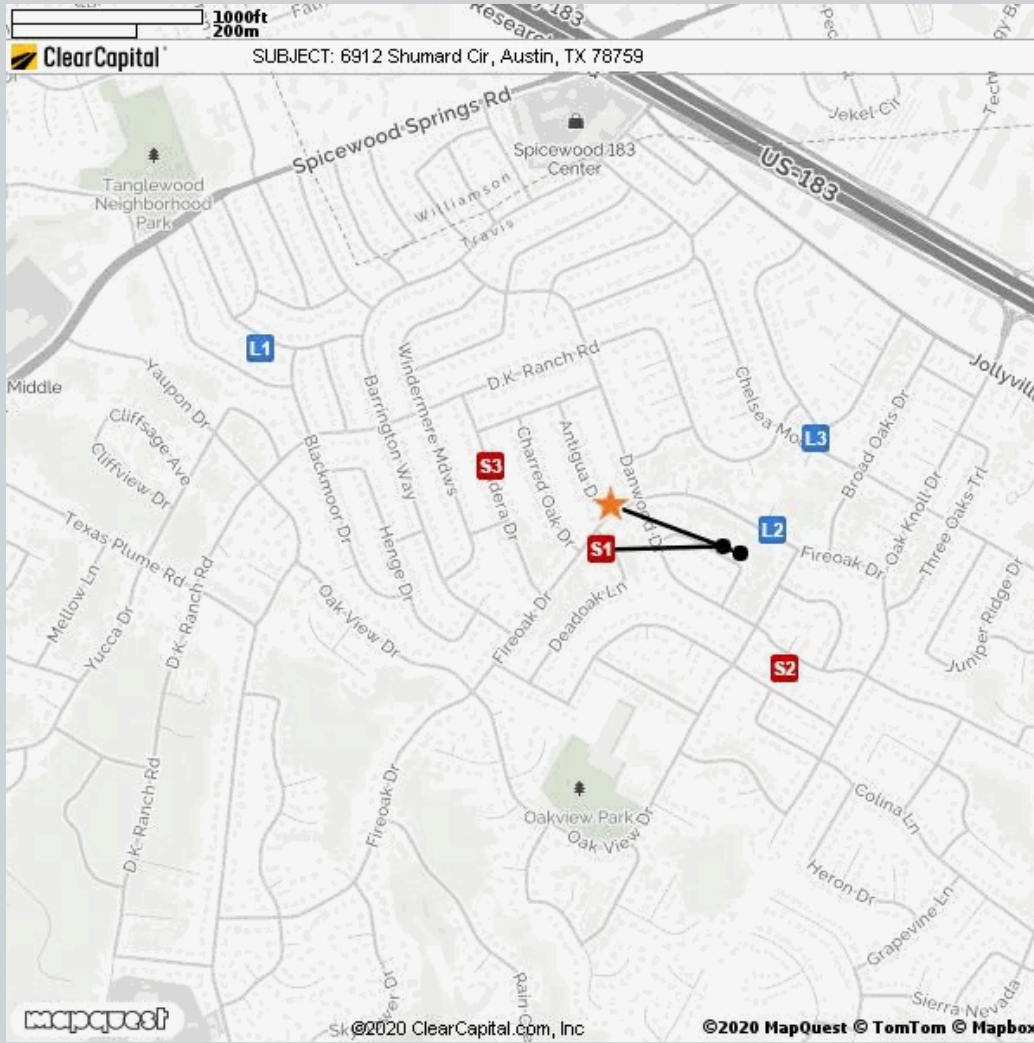 1000ft
200m
183
Research
ClearCapital
SUBJECT: 6912 Shumard Cir, Austin, TX 78759
Jekel Cir
Spicewood Springs Rd
Spicewood 183
Center
US-183
Tanglewood
Neighborhood
Park
Williamson
Travis
L1
Middle
Yaupon Dr
Windermere Mdws
D.K. Ranch Rd
Jollyville
Barrington Way
Chelsea Mo
L3
Cliffsage Ave
Cliffview Dr
Blackmoor Dr
S3
dera Dr
Charred Oak Dr
Antigua D
Danwood Dr
Broad Oaks Dr
Oak Knoll Dr
Three Oaks Trl
Texas Plume Rd
Henge Dr
S1
L2
Fireoak Dr
Mellow Ln
Yucca Dr
D.K. Ranch Rd
Oak View Dr
Fireoak Dr
Deadoak Ln
Juniper Ridge Dr
S2
Oakview Park
Oak View Dr
D.K. Ranch Rd
Fireoak Dr
Colina Ln
Heron Dr
Grapevine Ln
Sierra Nevada
mapquest
©2020 ClearCapital.com, Inc
©2020 MapQuest © TomTom © Mapbox